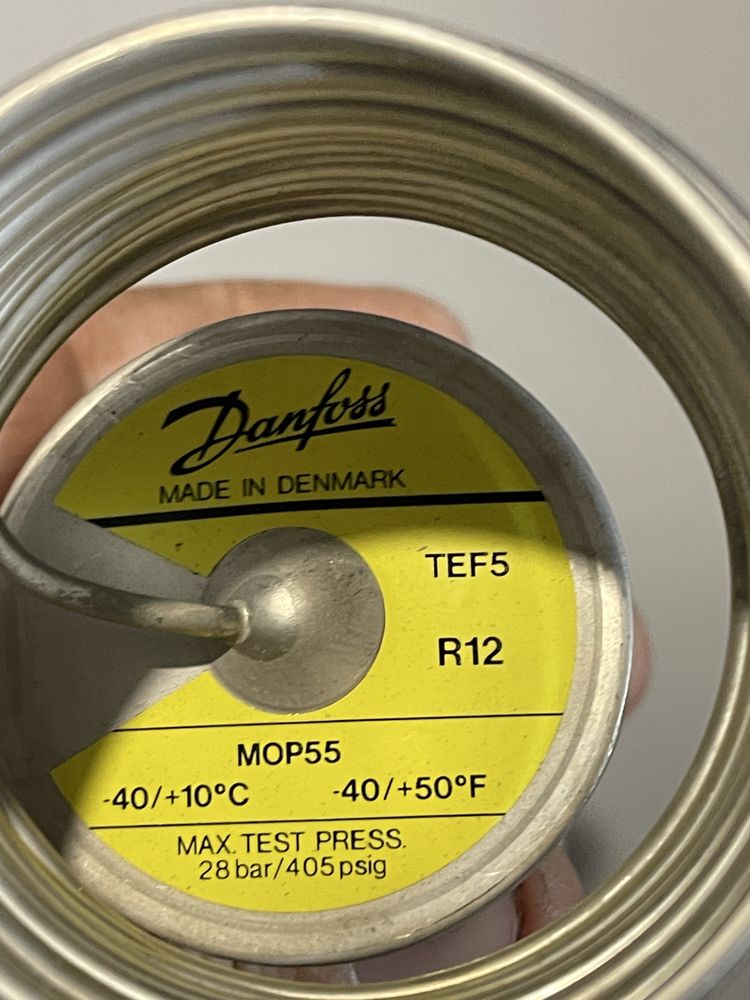 Danfoss
MADE IN DENMARK
TEF5
R12
MOP55
-40/+10°C -40/+50°F
MAX. TEST PRESS.
28 bar/405 psig